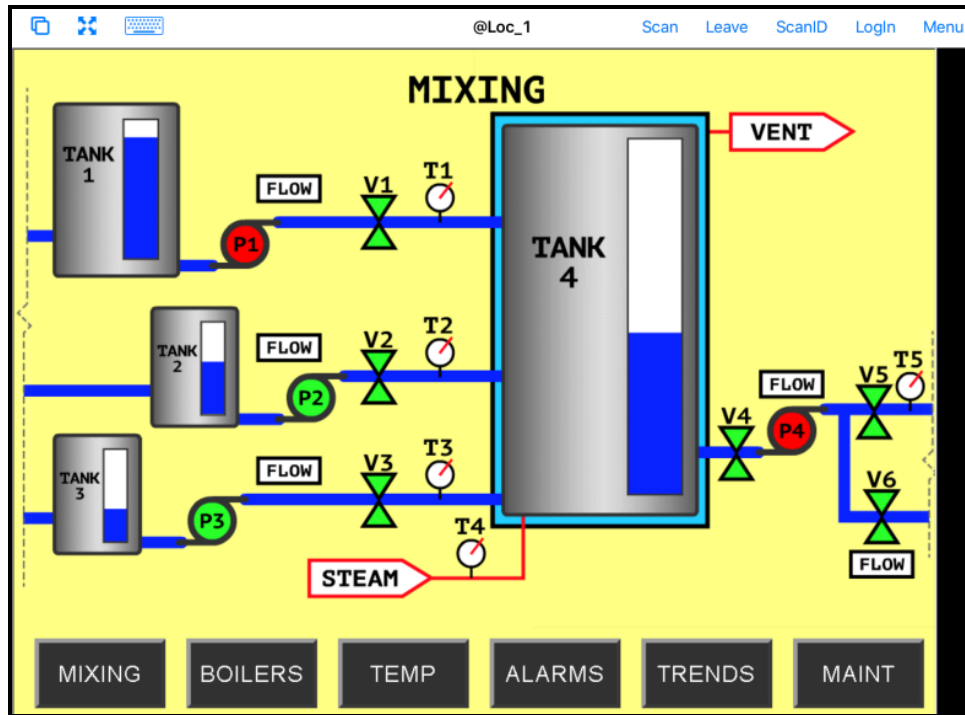 @Loc_1
Scan
Leave
ScanID
LogIn
Menu
MIXING
VENT
TANK
1
FLOW
V1
T1
P1
TANK
4
TANK
2
FLOW
V2
T2
P2
TANK
3
FLOW
V3
T3
P3
T4
STEAM
V4
FLOW
P4
V5
T5
V6
FLOW
MIXING
BOILERS
TEMP
ALARMS
TRENDS
MAINT